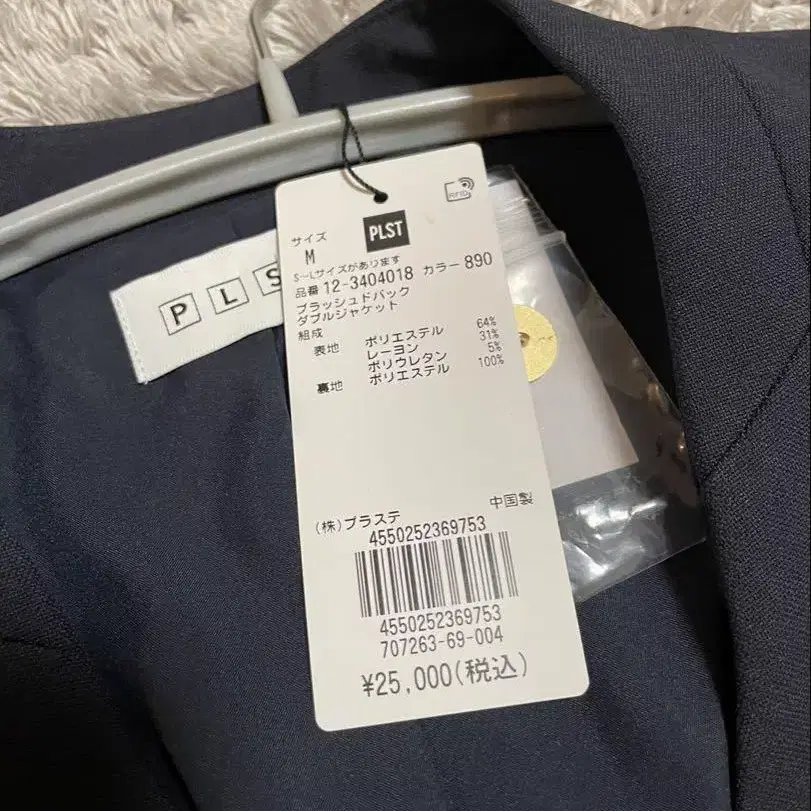 PLS
PLST
RFID
サイズ
M
S～Lサイズがあります
品番 12-3404018 カラー 890
ブラッシュドバック
ダブルジャケット
組成
表地 ポリエステル 64%
レーヨン 31%
ポリウレタン 5%
裏地 ポリエステル 100%
中国製
(株)プラステ
4550252369753
4550252369753
707263-69-004
¥25,000(税込)